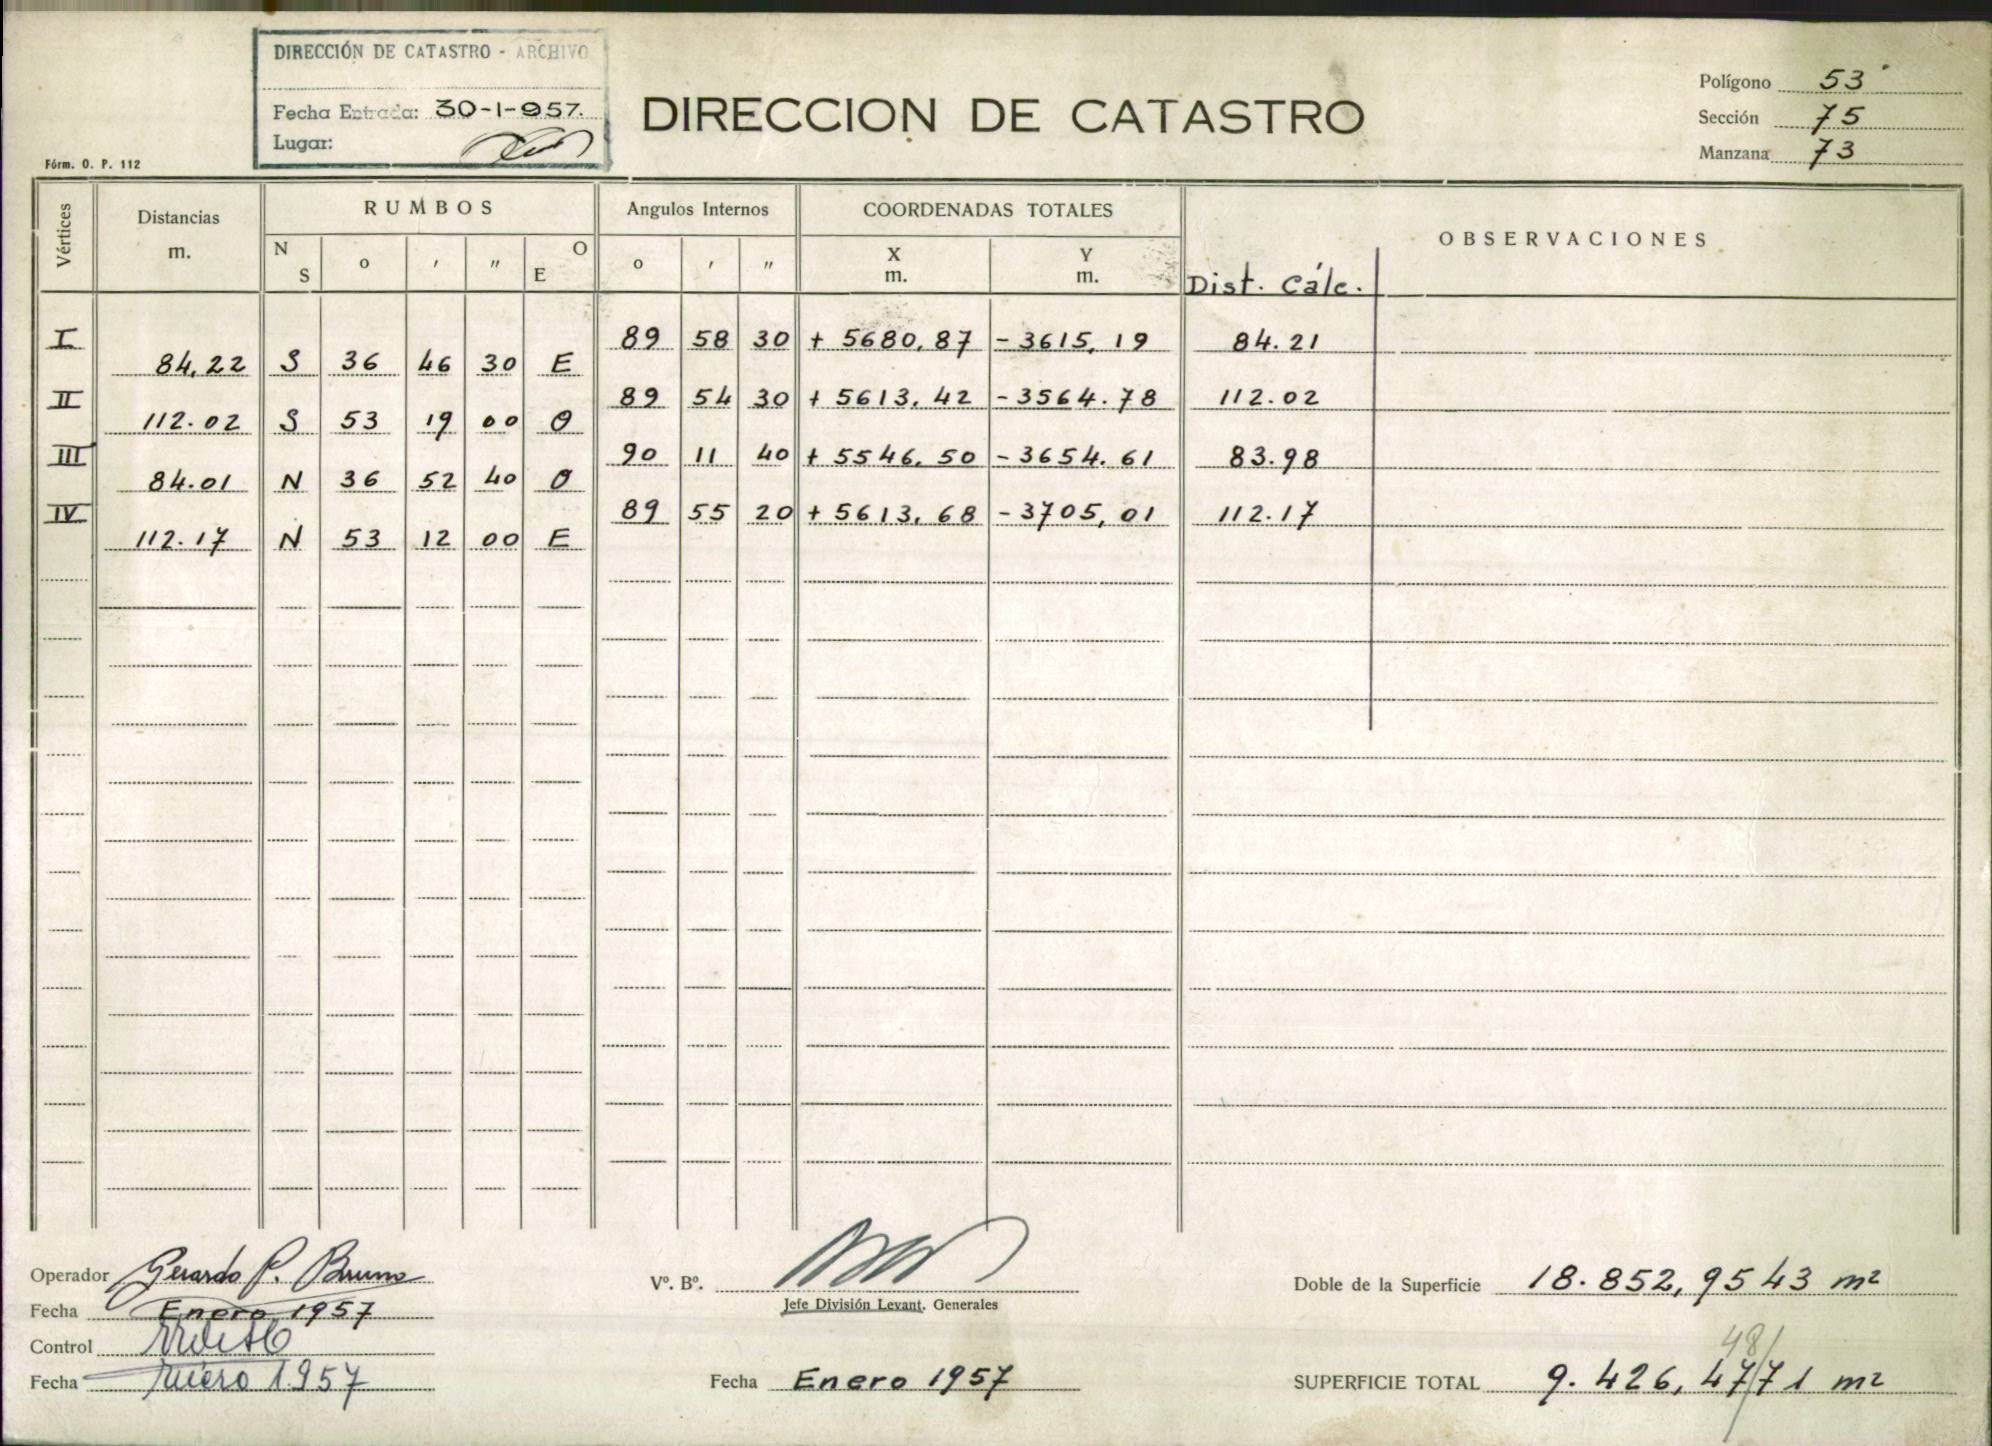 DIRECCIÓN DE CATASTRO - ARCHIVO
Fecha Entrada: 30-1-957.
Lugar:
Fórm. O. P. 112
DIRECCION DE CATASTRO
Polígono 53
Sección 75
Manzana 73
Vértices Distancias m. RUMBOS Angulos Internos COORDENADAS TOTALES OBSERVACIONES
N S o ′ ″ O E o ′ ″ X m. Y m. Dist. Cálc.
I 89 58 30 + 5680,87 - 3615,19 84.21
84,22 S 36 46 30 E
II 89 54 30 + 5613,42 - 3564.78 112.02
112.02 S 53 19 00 O
III 90 11 40 + 5546.50 - 3654.61 83.98
84.01 N 36 52 40 O
IV 89 55 20 + 5613,68 - 3705,01 112.17
112.17 N 53 12 00 E
Operador Gerardo P. Bruno
Fecha Enero 1957
Control
Fecha Enero 1957
Vº. Bº.
Jefe División Levant. Generales
Fecha Enero 1957
Doble de la Superficie 18.852,9543 m²
48/
SUPERFICIE TOTAL 9.426,4771 m²